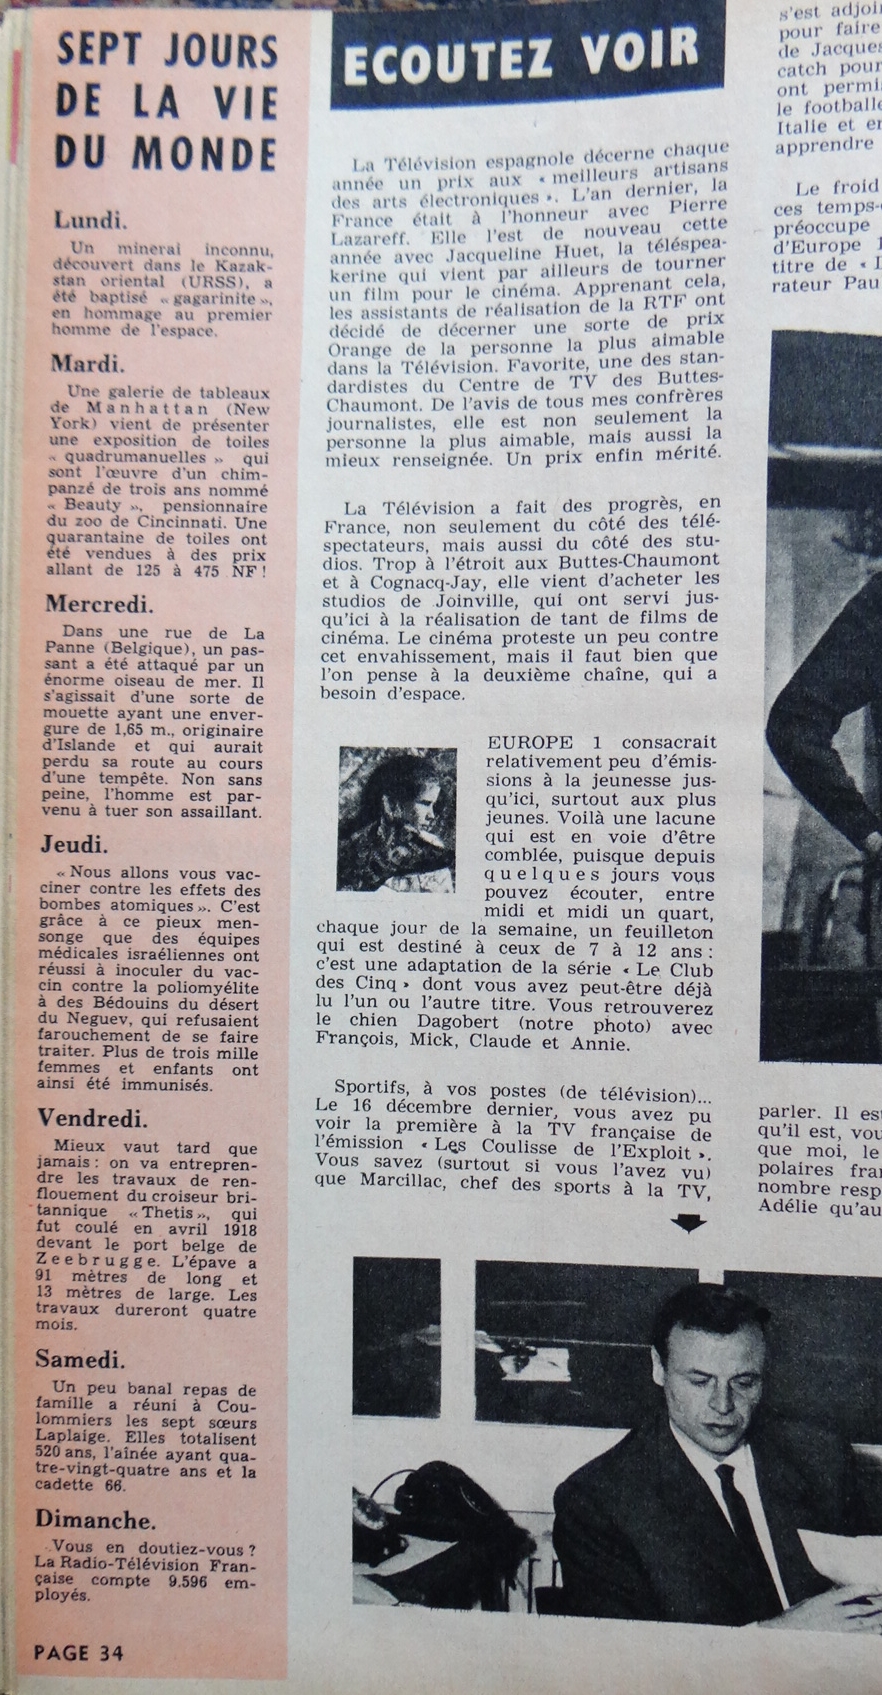 SEPT JOURS
DE LA VIE
DU MONDE
Lundi.
Un minerai inconnu,
découvert dans le Kazak-
stan oriental (URSS), a
été baptisé « gagarinite »,
en hommage au premier
homme de l'espace.
Mardi.
Une galerie de tableaux
de Manhattan (New
York) vient de présenter
une exposition de toiles
« quadrumanuelles » qui
sont l'œuvre d'un chim-
panzé de trois ans nommé
« Beauty », pensionnaire
du zoo de Cincinnati. Une
quarantaine de toiles ont
été vendues à des prix
allant de 125 à 475 NF !
Mercredi.
Dans une rue de La
Panne (Belgique), un pas-
sant a été attaqué par un
énorme oiseau de mer. Il
s'agissait d'une sorte de
mouette ayant une enver-
gure de 1,65 m., originaire
d'Islande et qui aurait
perdu sa route au cours
d'une tempête. Non sans
peine, l'homme est par-
venu à tuer son assaillant.
Jeudi.
« Nous allons vous vac-
ciner contre les effets des
bombes atomiques ». C'est
grâce à ce pieux men-
songe que des équipes
médicales israéliennes ont
réussi à inoculer du vac-
cin contre la poliomyélite
à des Bédouins du désert
du Neguev, qui refusaient
farouchement de se faire
traiter. Plus de trois mille
femmes et enfants ont
ainsi été immunisés.
Vendredi.
Mieux vaut tard que
jamais : on va entrepren-
dre les travaux de ren-
flouement du croiseur bri-
tannique « Thetis », qui
fut coulé en avril 1918
devant le port belge de
Zeebrugge. L'épave a
91 mètres de long et
13 mètres de large. Les
travaux dureront quatre
mois.
Samedi.
Un peu banal repas de
famille a réuni à Cou-
lommiers les sept sœurs
Laplaige. Elles totalisent
520 ans, l'aînée ayant qua-
tre-vingt-quatre ans et la
cadette 66.
Dimanche.
Vous en doutiez-vous ?
La Radio-Télévision Fran-
çaise compte 9.596 em-
ployés.
PAGE 34
ECOUTEZ VOIR
La Télévision espagnole décerne chaque
année un prix aux « meilleurs artisans
des arts électroniques ». L'an dernier, la
France était à l'honneur avec Pierre
Lazareff. Elle l'est de nouveau cette
année avec Jacqueline Huet, la téléspea-
kerine qui vient par ailleurs de tourner
un film pour le cinéma. Apprenant cela,
les assistants de réalisation de la RTF ont
décidé de décerner une sorte de prix
Orange de la personne la plus aimable
dans la Télévision. Favorite, une des stan-
dardistes du Centre de TV des Buttes-
Chaumont. De l'avis de tous mes confrères
journalistes, elle est non seulement la
personne la plus aimable, mais aussi la
mieux renseignée. Un prix enfin mérité.
La Télévision a fait des progrès, en
France, non seulement du côté des télé-
spectateurs, mais aussi du côté des stu-
dios. Trop à l'étroit aux Buttes-Chaumont
et à Cognacq-Jay, elle vient d'acheter les
studios de Joinville, qui ont servi jus-
qu'ici à la réalisation de tant de films de
cinéma. Le cinéma proteste un peu contre
cet envahissement, mais il faut bien que
l'on pense à la deuxième chaîne, qui a
besoin d'espace.
EUROPE 1 consacrait
relativement peu d'émis-
sions à la jeunesse jus-
qu'ici, surtout aux plus
jeunes. Voilà une lacune
qui est en voie d'être
comblée, puisque depuis
quelques jours vous
pouvez écouter, entre
midi et midi un quart,
chaque jour de la semaine, un feuilleton
qui est destiné à ceux de 7 à 12 ans :
c'est une adaptation de la série « Le Club
des Cinq » dont vous avez peut-être déjà
lu l'un ou l'autre titre. Vous retrouverez
le chien Dagobert (notre photo) avec
François, Mick, Claude et Annie.
Sportifs, à vos postes (de télévision)...
Le 16 décembre dernier, vous avez pu
voir la première à la TV française de
l'émission « Les Coulisse de l'Exploit ».
Vous savez (surtout si vous l'avez vu)
que Marcillac, chef des sports à la TV,
s'est adjoi
pour faire
de Jacques
catch pour
ont permi
le footballe
Italie et en
apprendre
Le froid
ces temps-
préoccupe
d'Europe 1
titre de « I
rateur Pau
parler. Il es
qu'il est, vou
que moi, le
polaires fran
nombre resp
Adélie qu'au